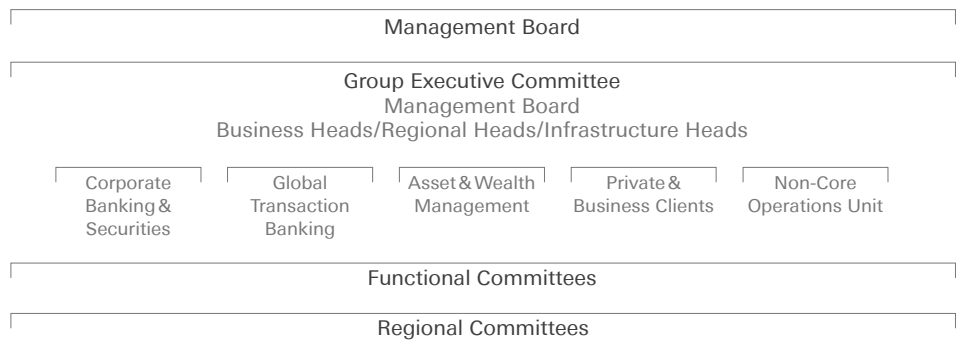 Management Board
Group Executive Committee
Management Board
Business Heads/Regional Heads/Infrastructure Heads
Corporate
Banking &
Securities
Global
Transaction
Banking
Asset & Wealth
Management
Private &
Business Clients
Non-Core
Operations Unit
Functional Committees
Regional Committees